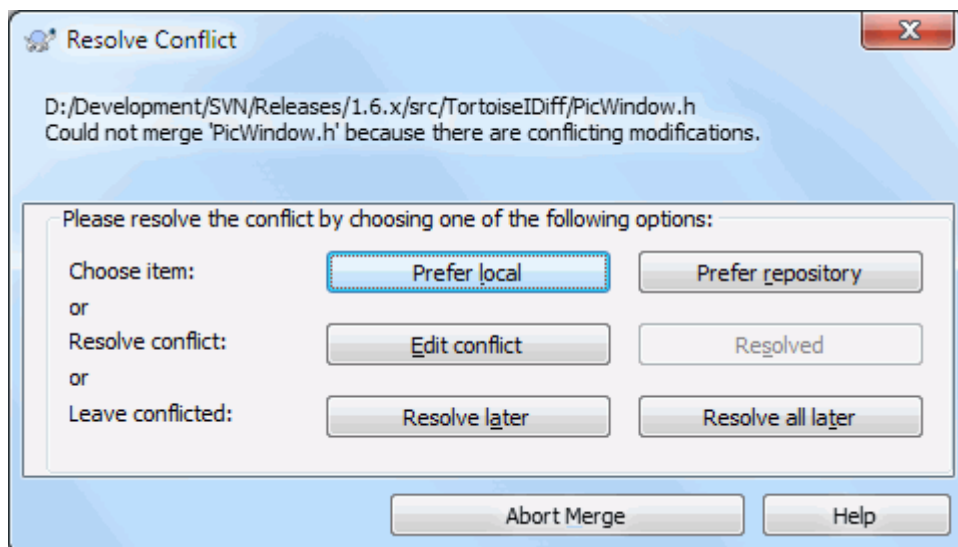 Resolve Conflict
D:/Development/SVN/Releases/1.6.x/src/TortoiseIDiff/PicWindow.h
Could not merge 'PicWindow.h' because there are conflicting modifications.
Please resolve the conflict by choosing one of the following options:
Choose item: Prefer local Prefer repository
or
Resolve conflict: Edit conflict Resolved
or
Leave conflicted: Resolve later Resolve all later
Abort Merge Help